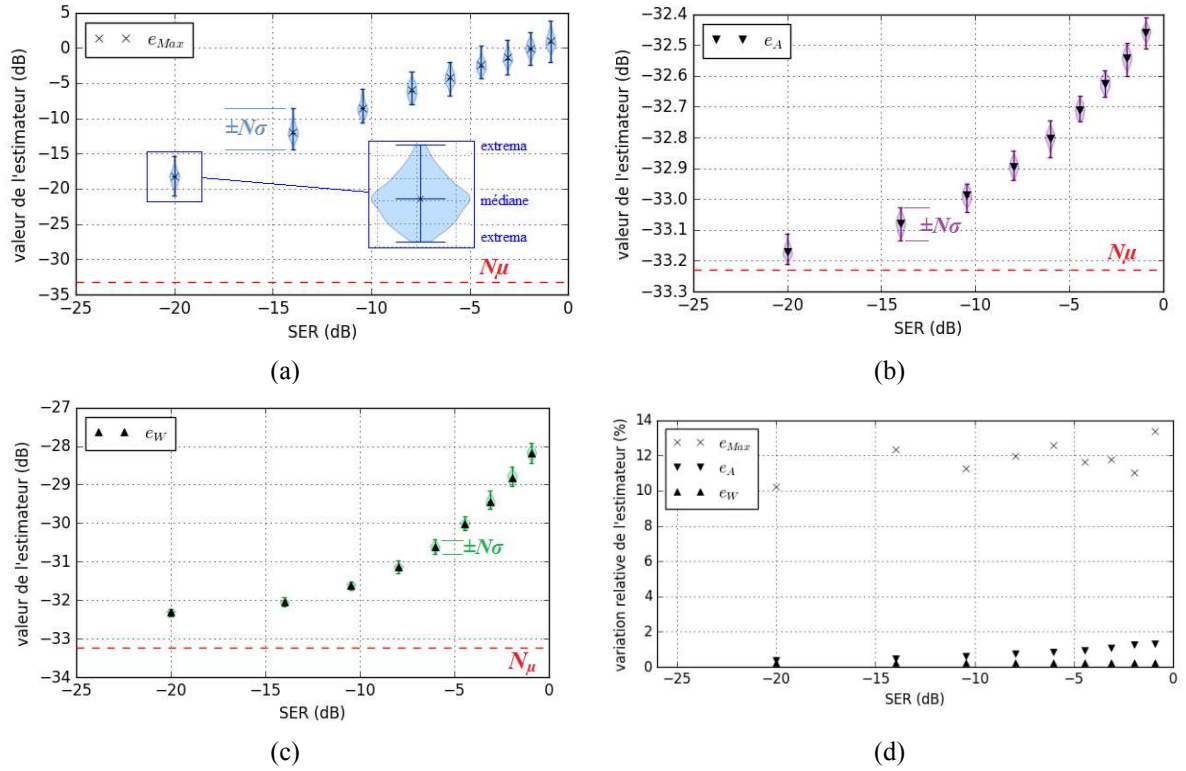 valeur de l'estimateur (dB)
5
0
−5
−10
−15
−20
−25
−30
−35
e_Max
±Nσ
extrema
médiane
extrema
Nμ
−25 −20 −15 −10 −5 0
SER (dB)
(a)
valeur de l'estimateur (dB)
−32.4
−32.5
−32.6
−32.7
−32.8
−32.9
−33.0
−33.1
−33.2
−33.3
e_A
±Nσ
Nμ
−25 −20 −15 −10 −5 0
SER (dB)
(b)
valeur de l'estimateur (dB)
−27
−28
−29
−30
−31
−32
−33
−34
e_W
±Nσ
Nμ
−25 −20 −15 −10 −5 0
SER (dB)
(c)
variation relative de l'estimateur (%)
14
12
10
8
6
4
2
0
e_Max
e_A
e_W
−25 −20 −15 −10 −5 0
SER (dB)
(d)